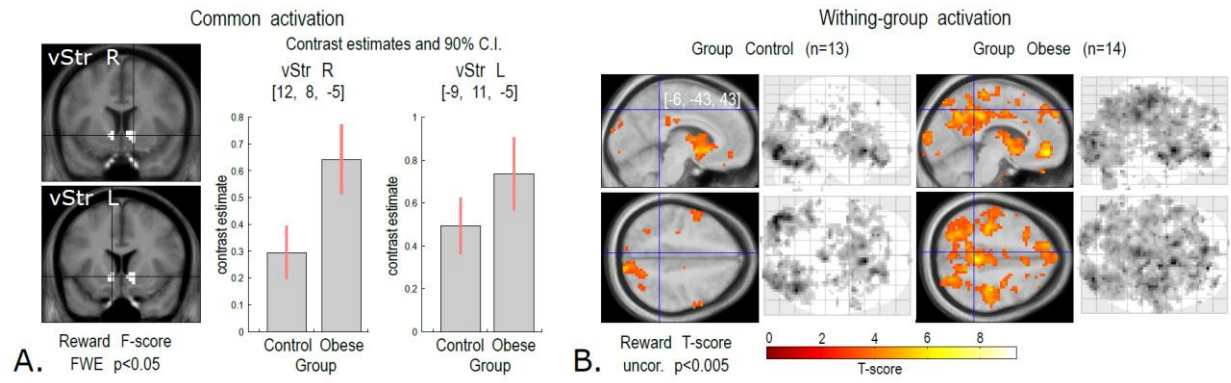 Common activation
vStr R
vStr L
Reward F-score
FWE p<0.05
A.
Contrast estimates and 90% C.I.
vStr R
[12, 8, -5]
0.8
0.7
0.6
0.5
0.4
0.3
0.2
0.1
0
contrast estimate
Control Obese
Group
vStr L
[-9, 11, -5]
1
0.8
0.6
0.4
0.2
0
contrast estimate
Control Obese
Group
Withing-group activation
Group Control (n=13)
Group Obese (n=14)
[-6, -43, 43]
B.
Reward T-score
uncor. p<0.005
0 2 4 6 8
T-score